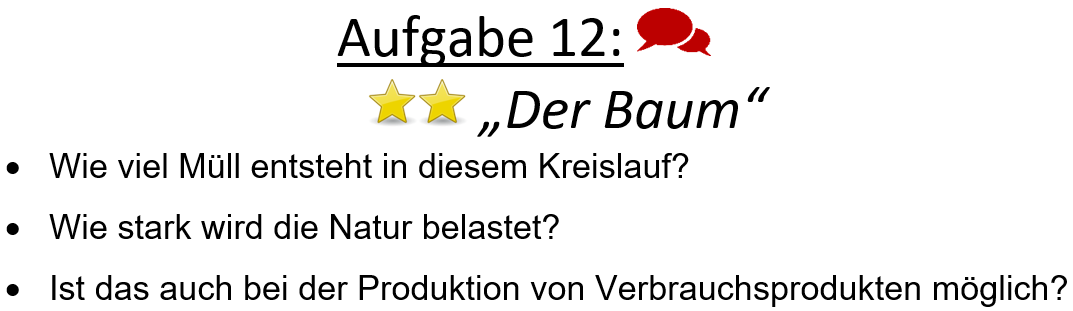 Aufgabe 12:
„Der Baum“
• Wie viel Müll entsteht in diesem Kreislauf?
• Wie stark wird die Natur belastet?
• Ist das auch bei der Produktion von Verbrauchsprodukten möglich?